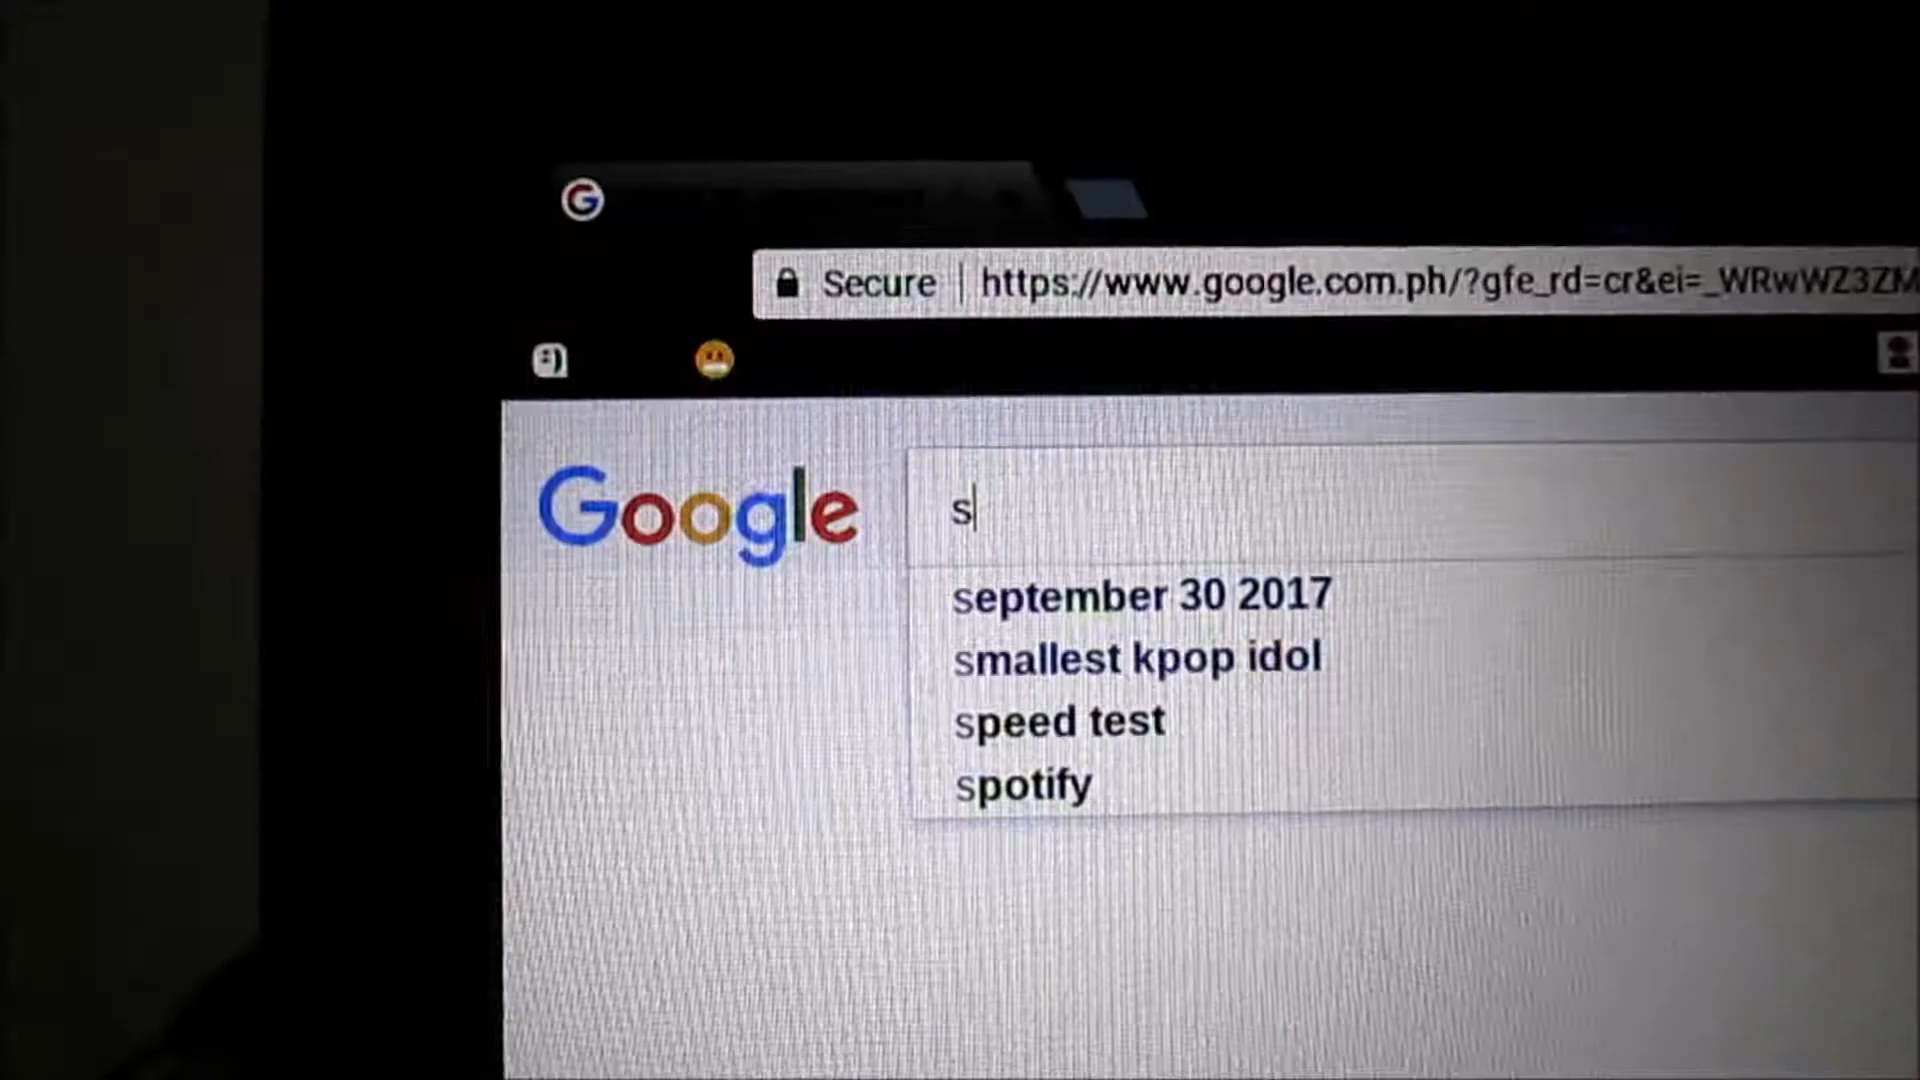 Secure | https://www.google.com.ph/?gfe_rd=cr&ei=_WRwWZ3ZM
Google
s
september 30 2017
smallest kpop idol
speed test
spotify